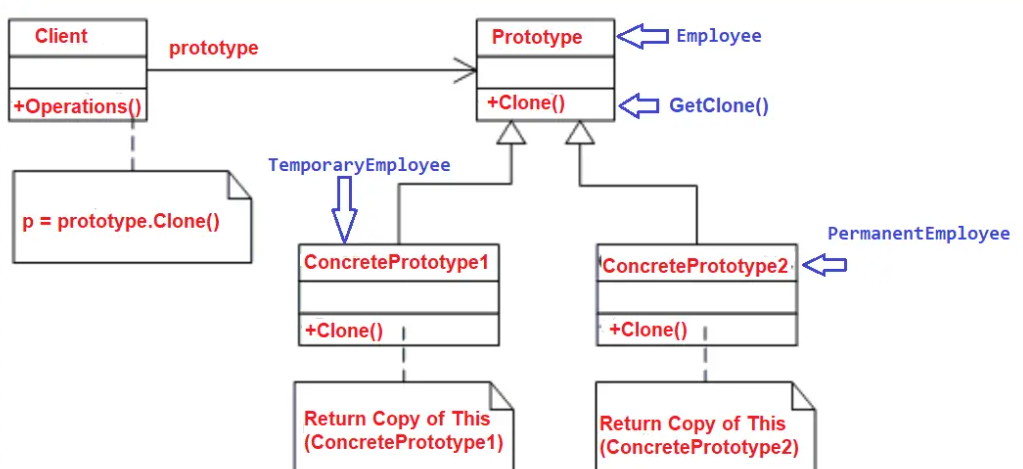 Client
Prototype
Employee
prototype
+Operations()
+Clone()
GetClone()
TemporaryEmployee
p = prototype.Clone()
PermanentEmployee
ConcretePrototype1
ConcretePrototype2
+Clone()
+Clone()
Return Copy of This
(ConcretePrototype1)
Return Copy of This
(ConcretePrototype2)